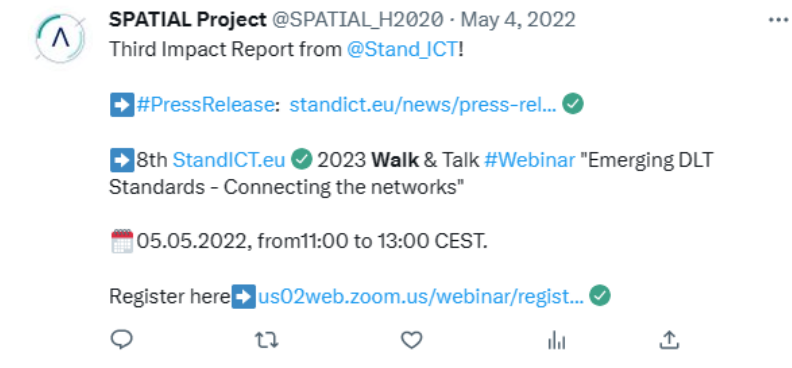 SPATIAL Project @SPATIAL_H2020 · May 4, 2022
Third Impact Report from @Stand_ICT!
➡#PressRelease: standict.eu/news/press-rel... ✅
➡8th StandICT.eu ✅ 2023 Walk & Talk #Webinar "Emerging DLT
Standards - Connecting the networks"
📅05.05.2022, from11:00 to 13:00 CEST.
Register here➡us02web.zoom.us/webinar/regist... ✅